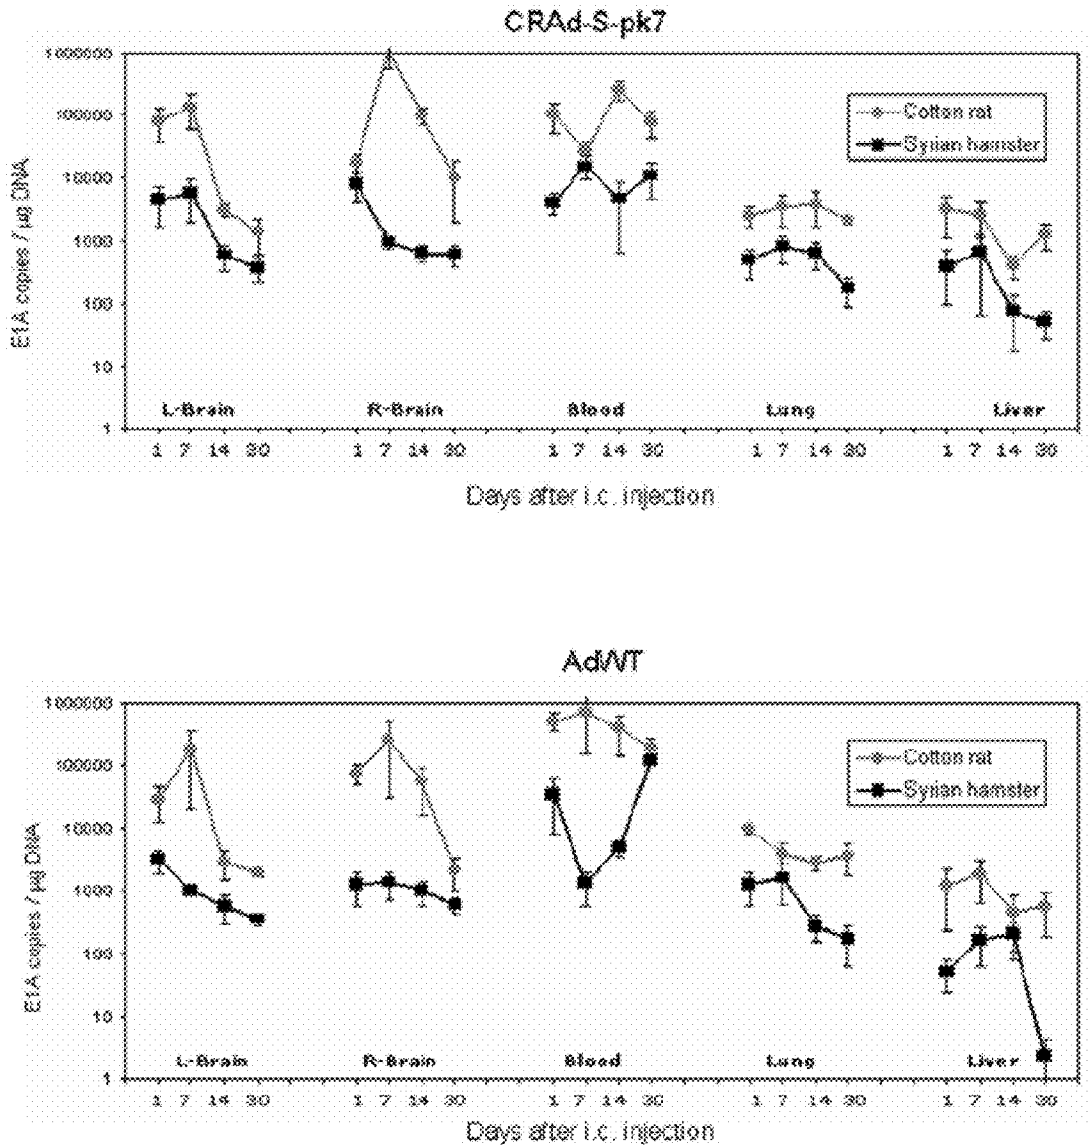 CRAd-S-pk7
1000000
100000
10000
1000
100
10
1
E1A copies / µg DNA
Cotton rat
Syrian hamster
L-Brain R-Brain Blood Lung Liver
1 7 14 30 1 7 14 30 1 7 14 30 1 7 14 30 1 7 14 30
Days after i.c. injection
AdWT
1000000
100000
10000
1000
100
10
1
E1A copies / µg DNA
Cotton rat
Syrian hamster
L-Brain R-Brain Blood Lung Liver
1 7 14 30 1 7 14 30 1 7 14 30 1 7 14 30 1 7 14 30
Days after i.c. injection